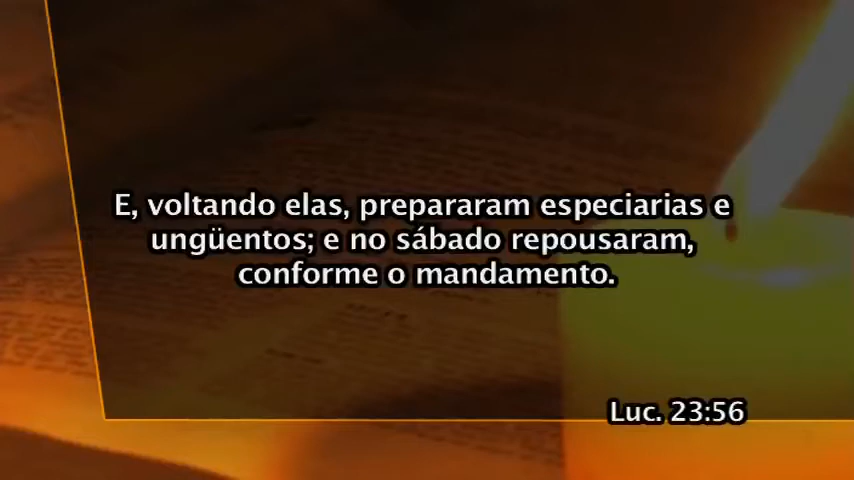 E, voltando elas, prepararam especiarias e
ungüentos; e no sábado repousaram,
conforme o mandamento.
Luc. 23:56